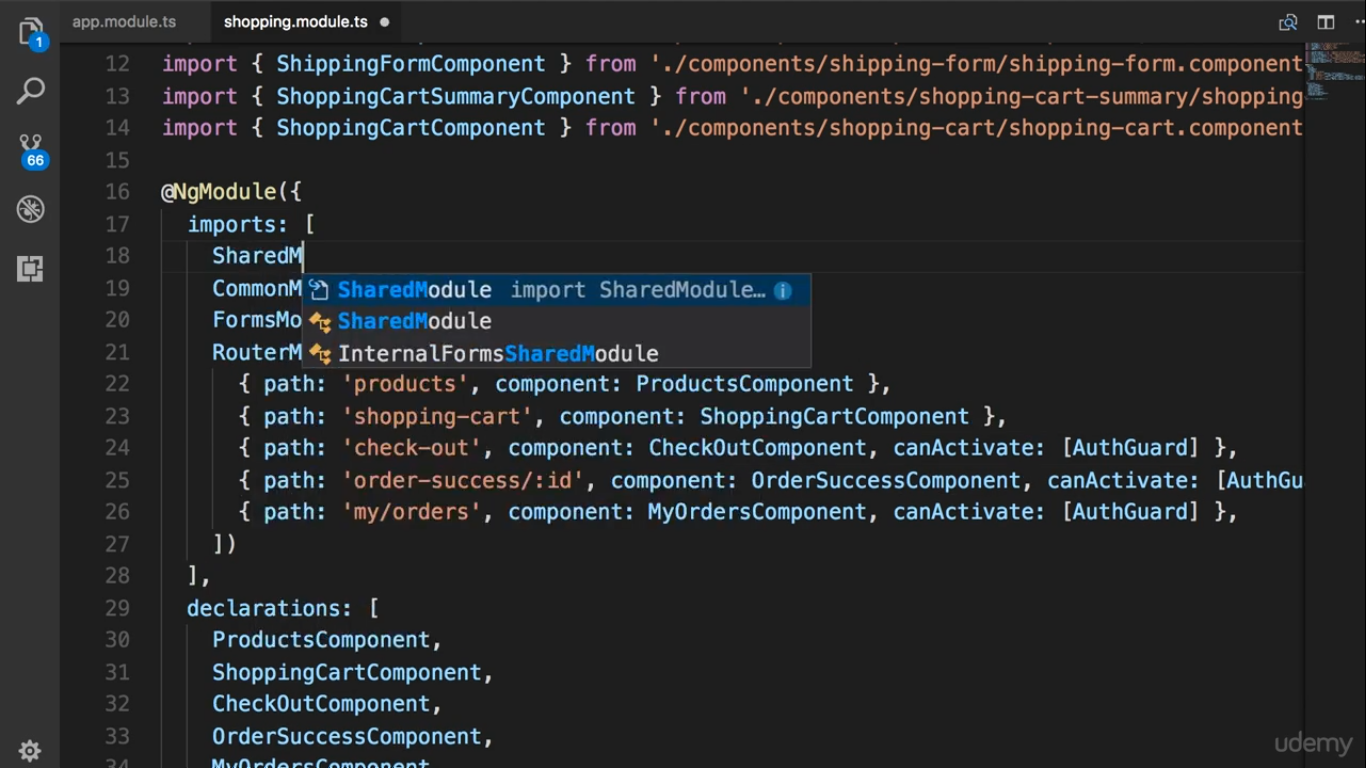 app.module.ts shopping.module.ts
1
66
12 import { ShippingFormComponent } from './components/shipping-form/shipping-form.component
13 import { ShoppingCartSummaryComponent } from './components/shopping-cart-summary/shopping
14 import { ShoppingCartComponent } from './components/shopping-cart/shopping-cart.component
15
16 @NgModule({
17 imports: [
18 SharedM
19 CommonM SharedModule import SharedModule…
20 FormsMo SharedModule
21 RouterM InternalFormsSharedModule
22 { path: 'products', component: ProductsComponent },
23 { path: 'shopping-cart', component: ShoppingCartComponent },
24 { path: 'check-out', component: CheckOutComponent, canActivate: [AuthGuard] },
25 { path: 'order-success/:id', component: OrderSuccessComponent, canActivate: [AuthGu
26 { path: 'my/orders', component: MyOrdersComponent, canActivate: [AuthGuard] },
27 ])
28 ],
29 declarations: [
30 ProductsComponent,
31 ShoppingCartComponent,
32 CheckOutComponent,
33 OrderSuccessComponent,
34 MyOrdersComponent
udemy